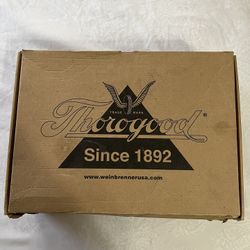 TRADE MARK
Thorogood®
Since 1892
www.weinbrennerusa.com